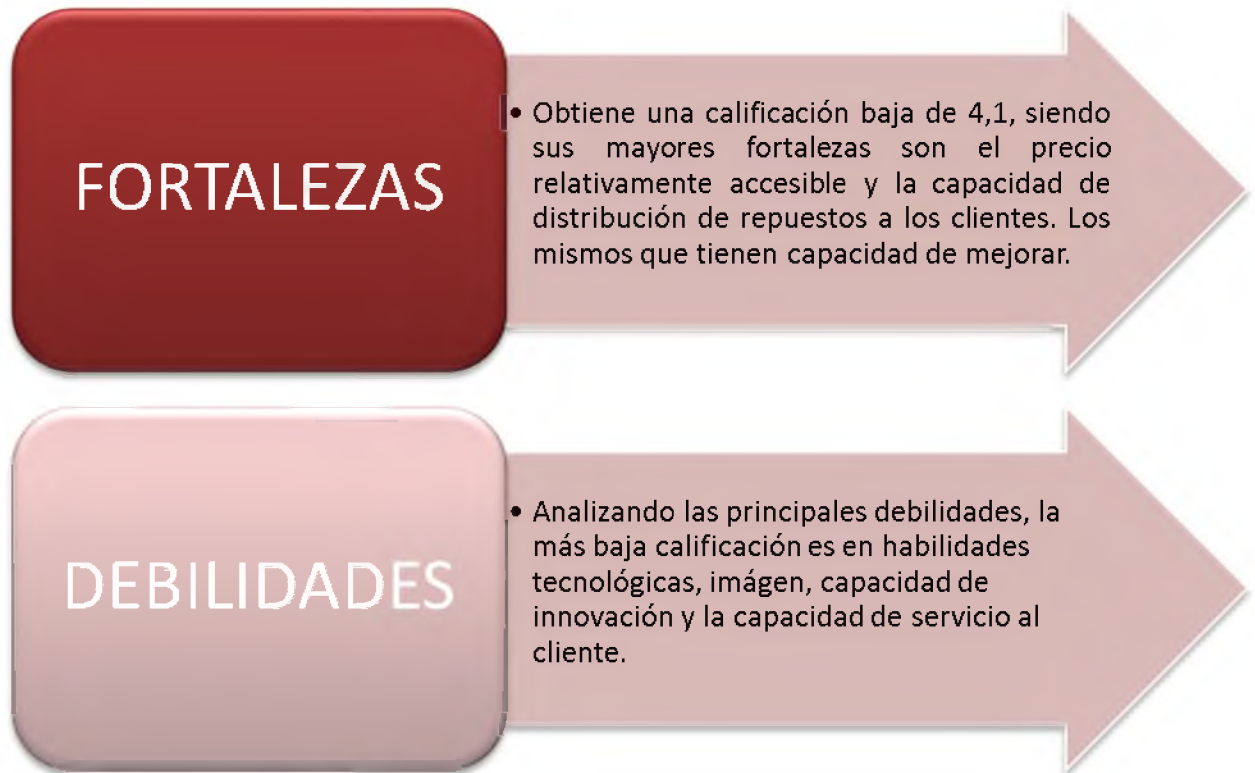 FORTALEZAS
• Obtiene una calificación baja de 4,1, siendo
sus mayores fortalezas son el precio
relativamente accesible y la capacidad de
distribución de repuestos a los clientes. Los
mismos que tienen capacidad de mejorar.
DEBILIDADES
• Analizando las principales debilidades, la
más baja calificación es en habilidades
tecnológicas, imágen, capacidad de
innovación y la capacidad de servicio al
cliente.